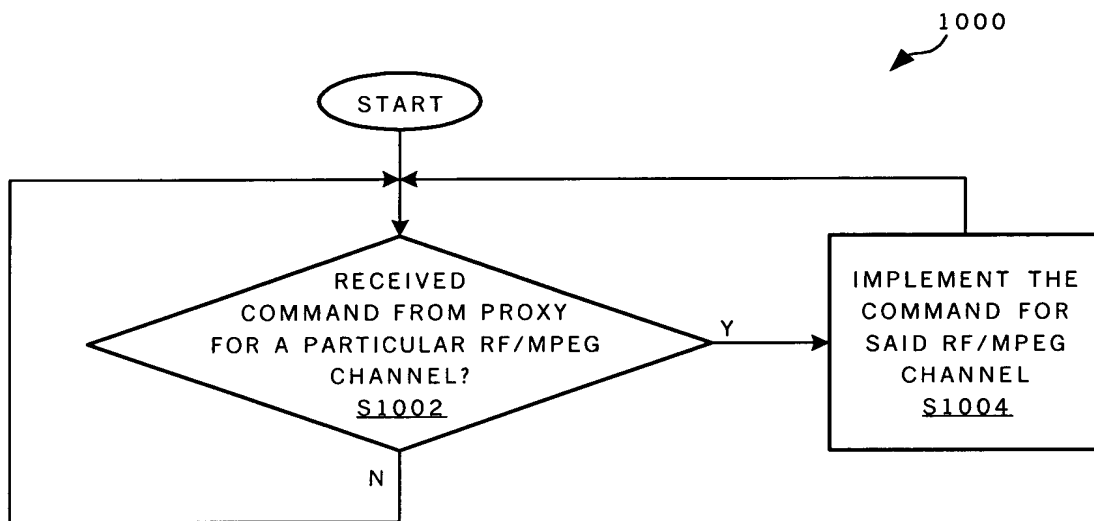 1000
START
RECEIVED
COMMAND FROM PROXY
FOR A PARTICULAR RF/MPEG
CHANNEL?
S1002
Y
IMPLEMENT THE
COMMAND FOR
SAID RF/MPEG
CHANNEL
S1004
N